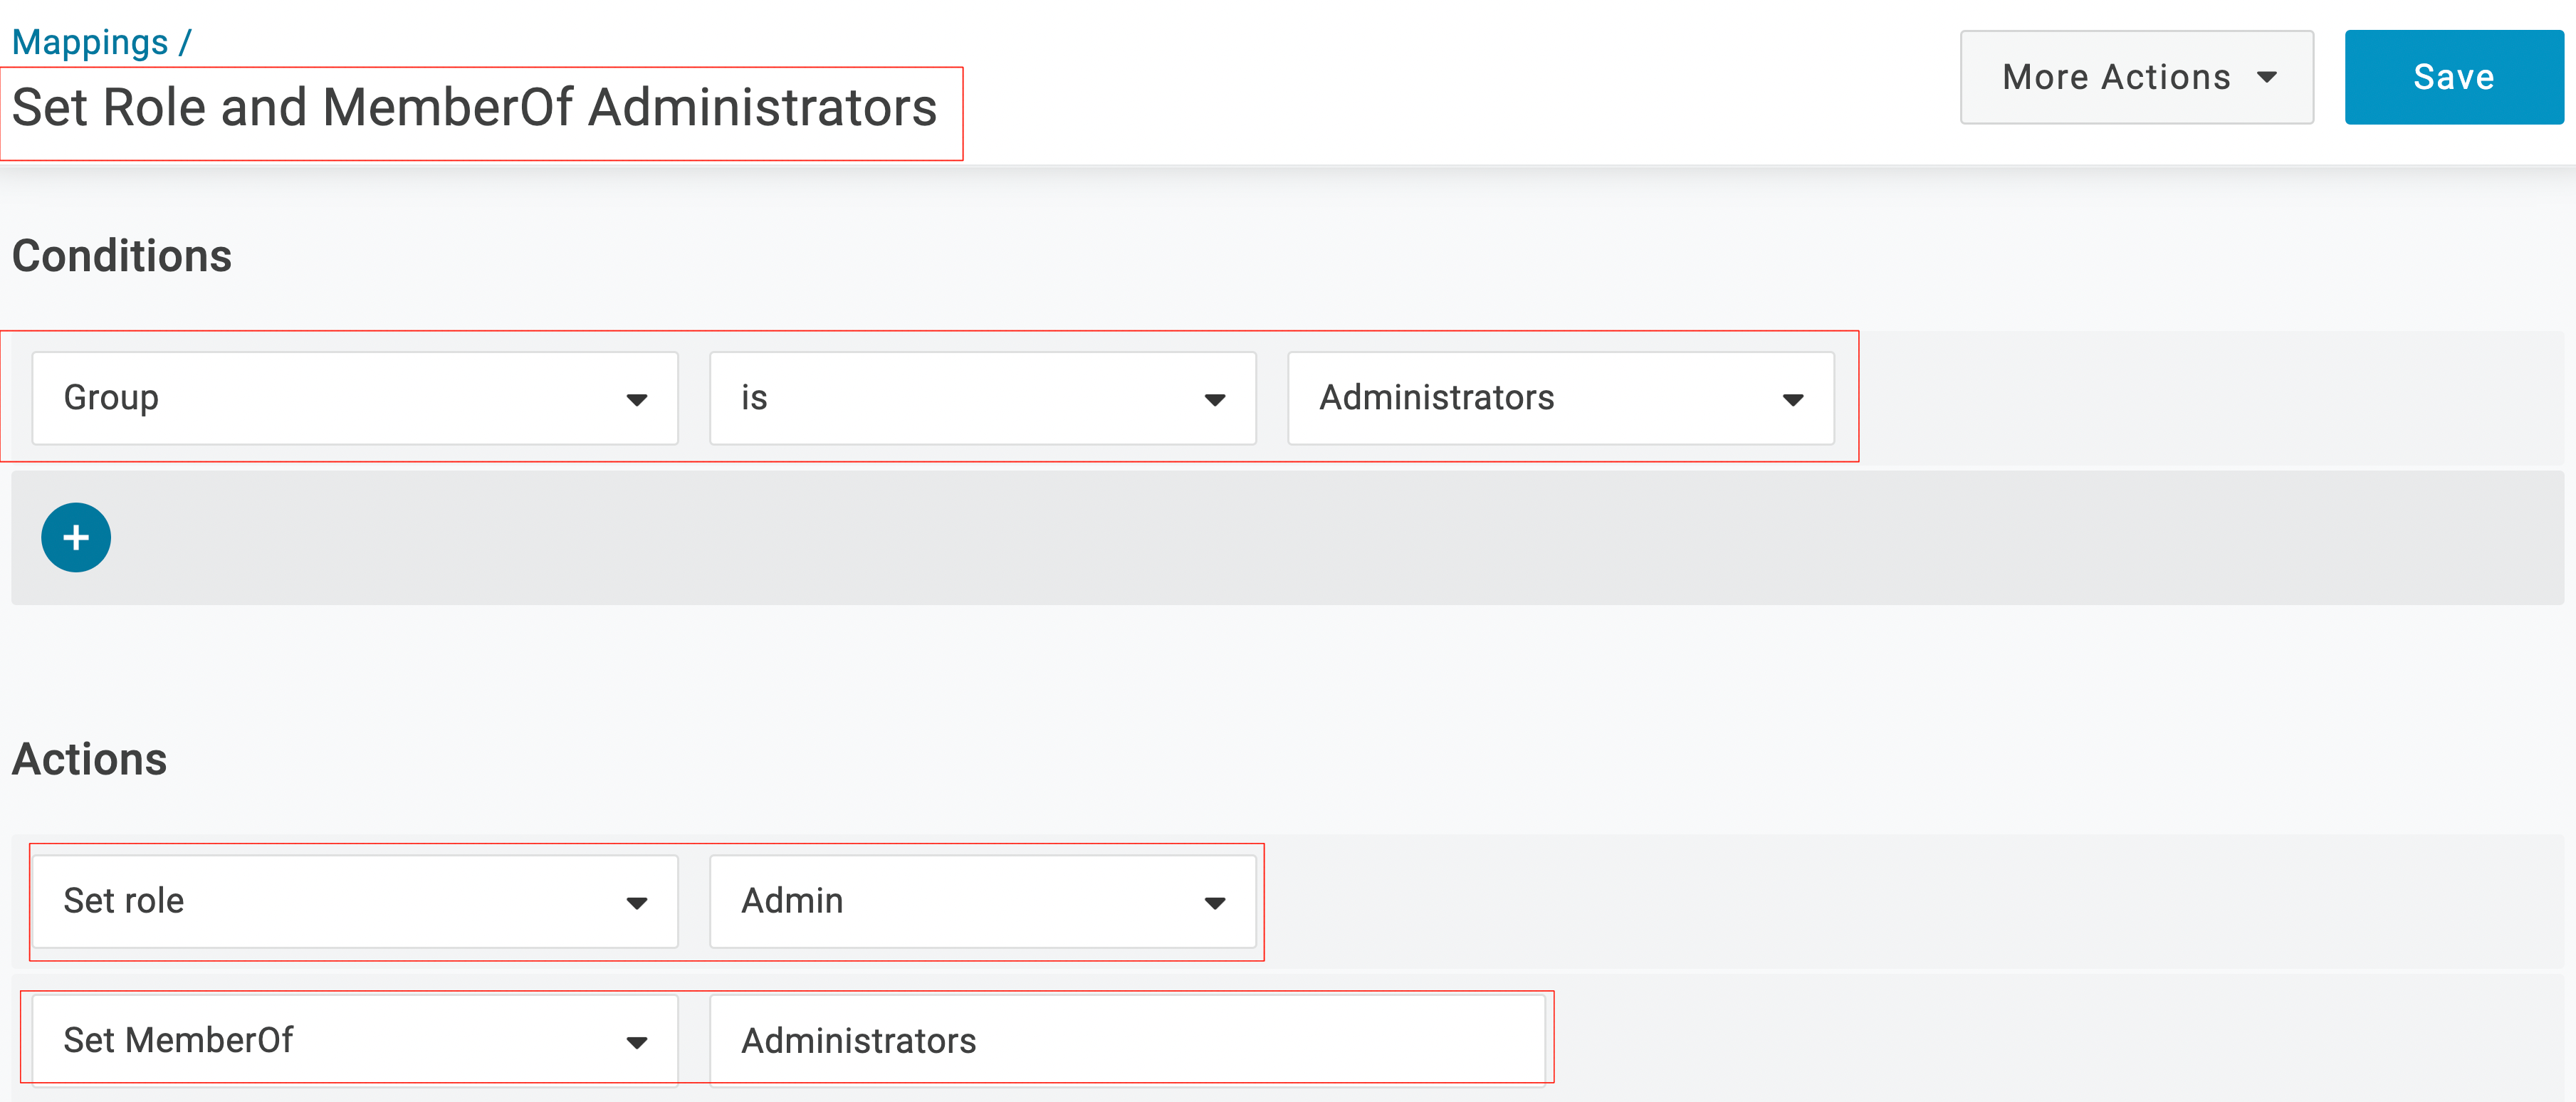 Mappings /
Set Role and MemberOf Administrators
More Actions
Save
Conditions
Group
is
Administrators
Actions
Set role
Admin
Set MemberOf
Administrators